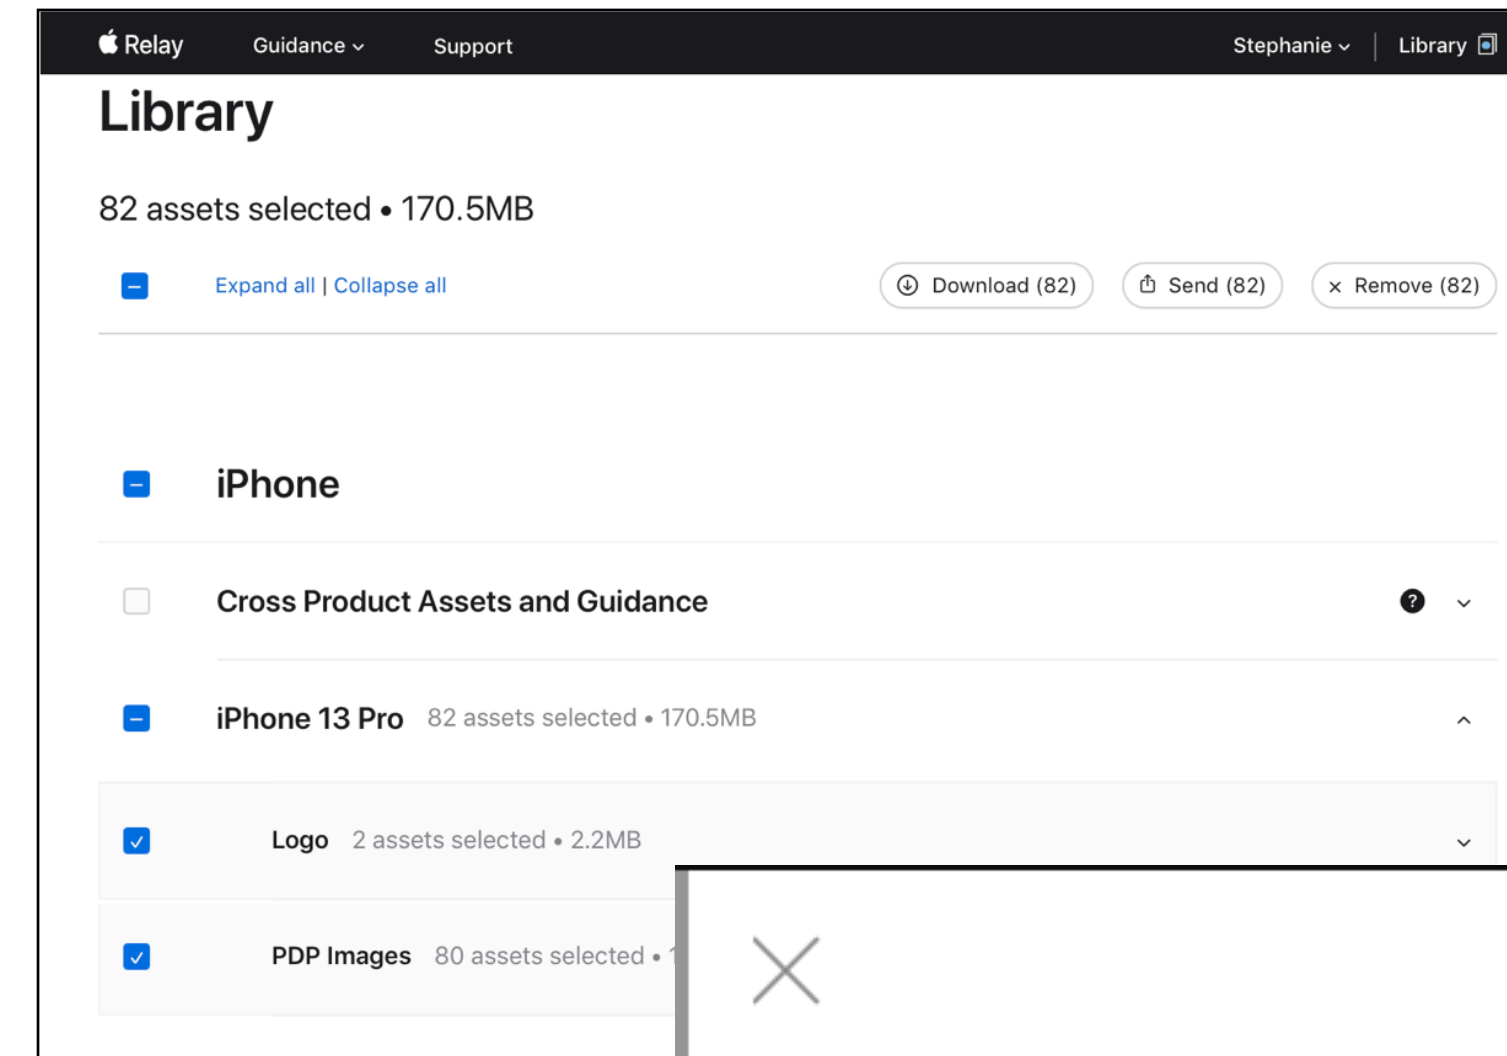 Relay Guidance Support Stephanie Library
Library
82 assets selected • 170.5MB
Expand all | Collapse all Download (82) Send (82) × Remove (82)
iPhone
Cross Product Assets and Guidance ?
iPhone 13 Pro 82 assets selected • 170.5MB
Logo 2 assets selected • 2.2MB
PDP Images 80 assets selected •